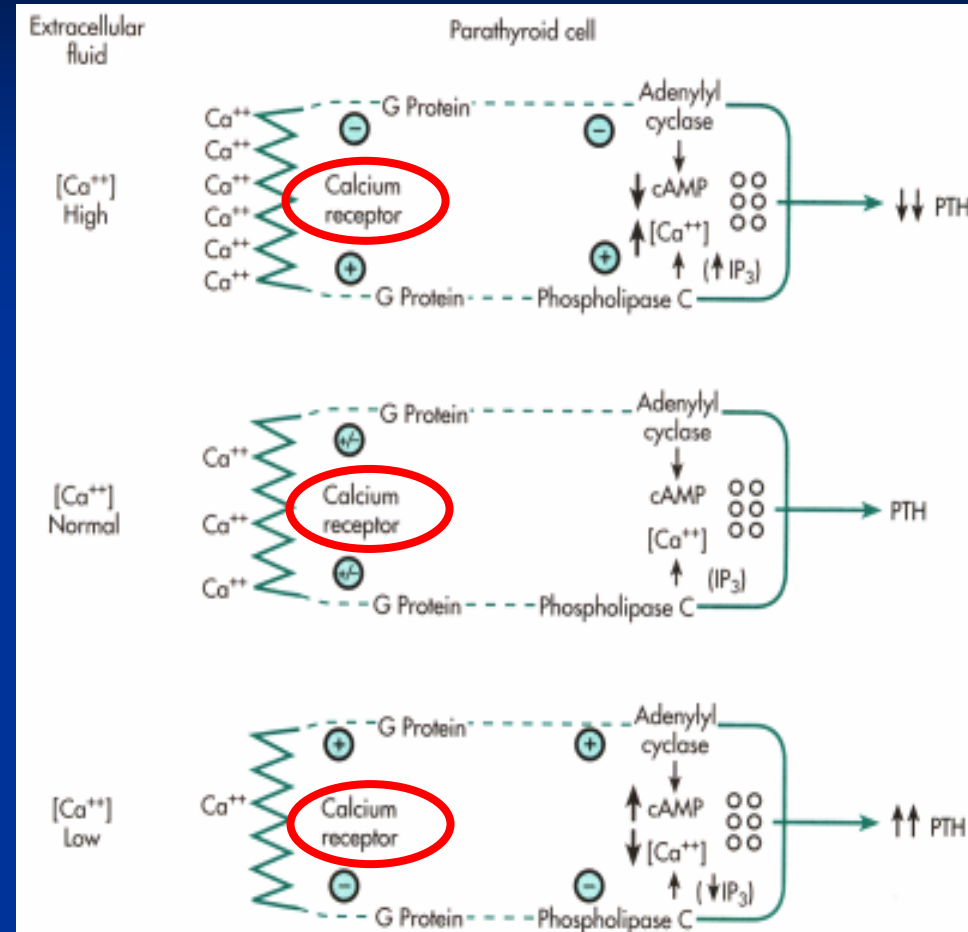 Extracellular
fluid
Parathyroid cell
Ca⁺⁺
Ca⁺⁺
Ca⁺⁺
Ca⁺⁺
Ca⁺⁺
Ca⁺⁺
[Ca⁺⁺]
High
G Protein
−
−
Adenylyl
cyclase
Calcium
receptor
↓ cAMP
↑ [Ca⁺⁺]
↑ (↑ IP₃)
+
+
G Protein
Phospholipase C
↓↓ PTH
Ca⁺⁺
Ca⁺⁺
Ca⁺⁺
[Ca⁺⁺]
Normal
G Protein
+/−
Adenylyl
cyclase
Calcium
receptor
cAMP
[Ca⁺⁺]
↑ (IP₃)
+/−
G Protein
Phospholipase C
PTH
Ca⁺⁺
[Ca⁺⁺]
Low
G Protein
+
+
Adenylyl
cyclase
Calcium
receptor
↑ cAMP
↓ [Ca⁺⁺]
↑ (↓IP₃)
−
−
G Protein
Phospholipase C
↑↑ PTH